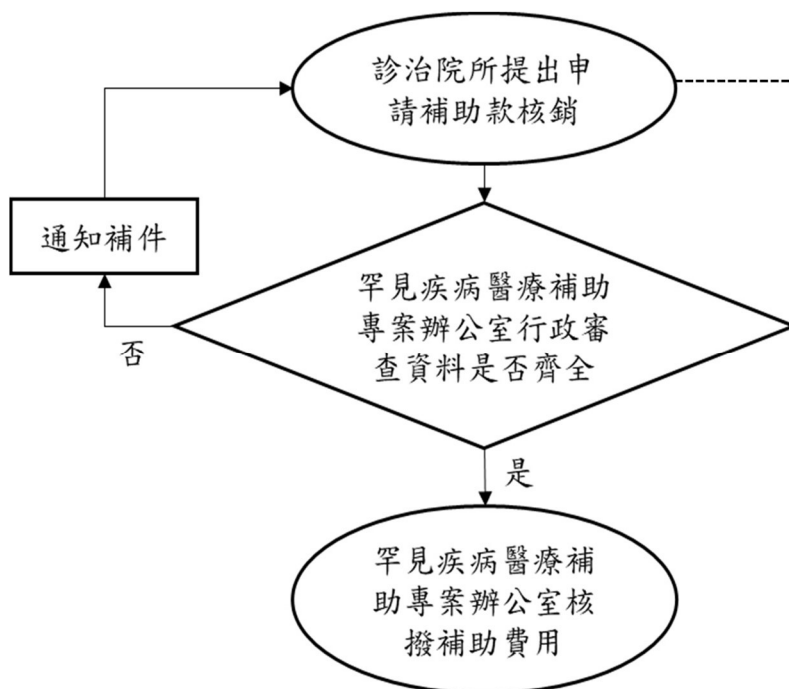 診治院所提出申
請補助款核銷
通知補件
罕見疾病醫療補助
專案辦公室行政審
查資料是否齊全
否
是
罕見疾病醫療補
助專案辦公室核
撥補助費用